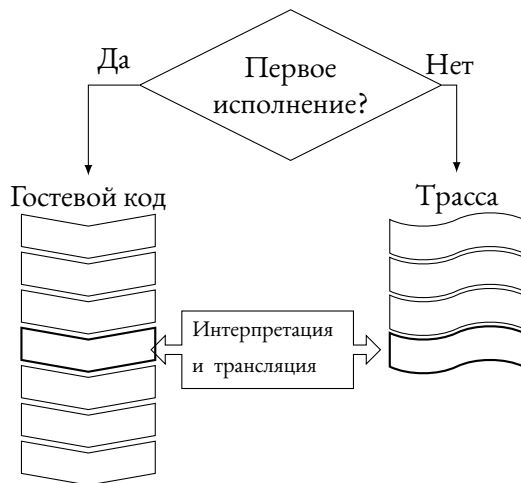 Да
Первое
исполнение?
Нет
Гостевой код
Трасса
Интерпретация
и трансляция